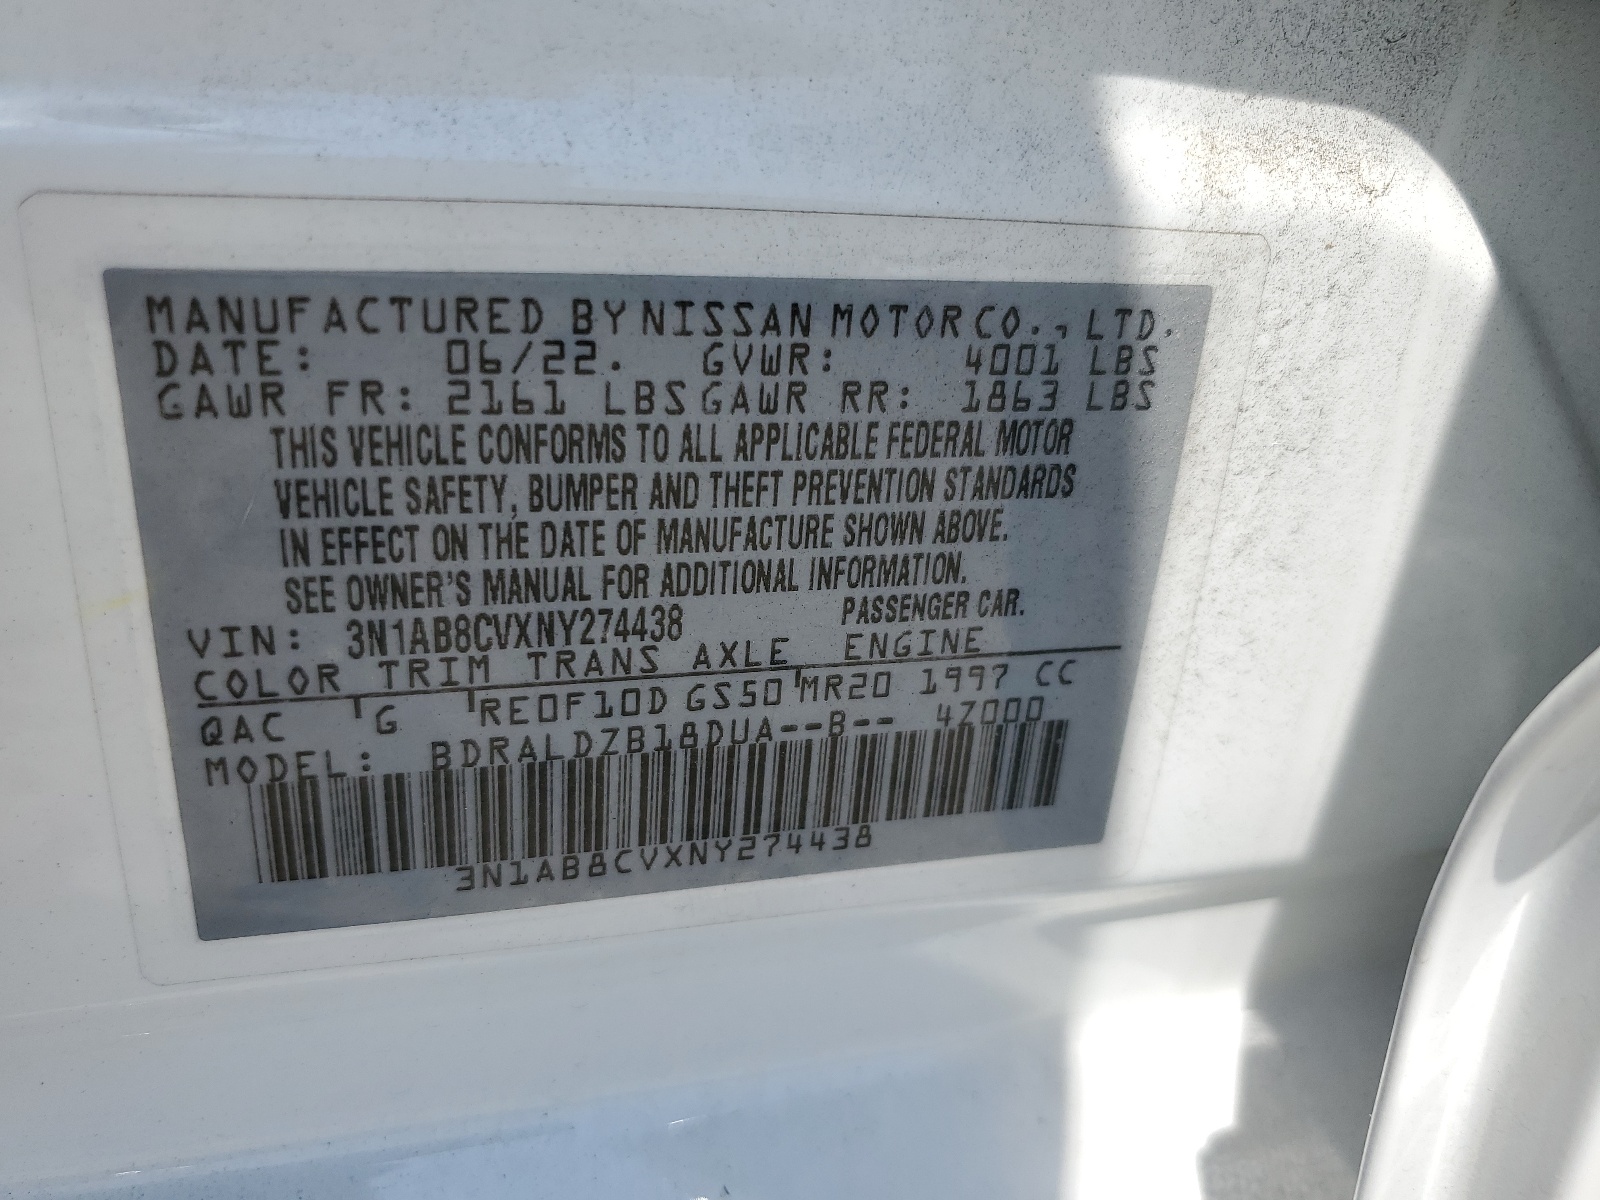 MANUFACTURED BY NISSAN MOTOR CO., LTD.
DATE: 06/22. GVWR: 4001 LBS
GAWR FR: 2161 LBS GAWR RR: 1863 LBS
THIS VEHICLE CONFORMS TO ALL APPLICABLE FEDERAL MOTOR
VEHICLE SAFETY, BUMPER AND THEFT PREVENTION STANDARDS
IN EFFECT ON THE DATE OF MANUFACTURE SHOWN ABOVE.
SEE OWNER'S MANUAL FOR ADDITIONAL INFORMATION.
VIN: 3N1AB8CVXNY274438 PASSENGER CAR.
COLOR TRIM TRANS AXLE ENGINE
QAC G RE0F10D GS50 MR20 1997 CC
MODEL: BDRALDZB18DUA--B-- 4Z000
3N1AB8CVXNY274438